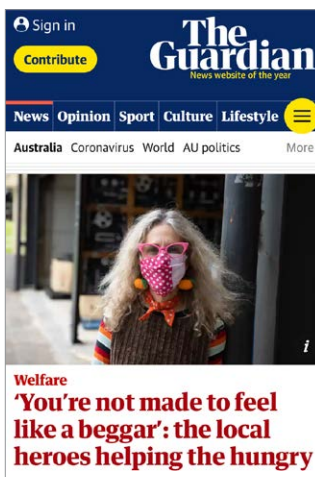 Sign in
Contribute
The
Guardian
News website of the year
News Opinion Sport Culture Lifestyle
Australia Coronavirus World AU politics More
i
Welfare
‘You're not made to feel
like a beggar’: the local
heroes helping the hungry